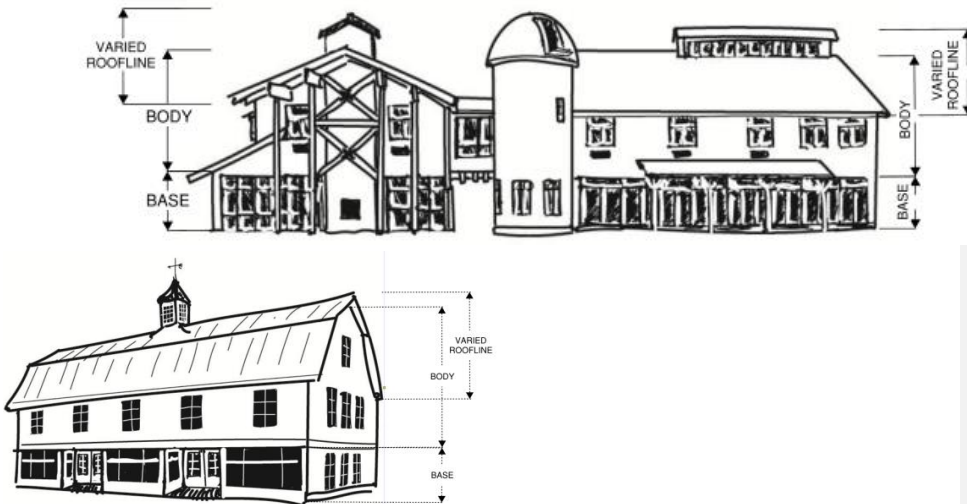 VARIED
ROOFLINE
BODY
BASE
VARIED
ROOFLINE
BODY
BASE
VARIED
ROOFLINE
BODY
BASE